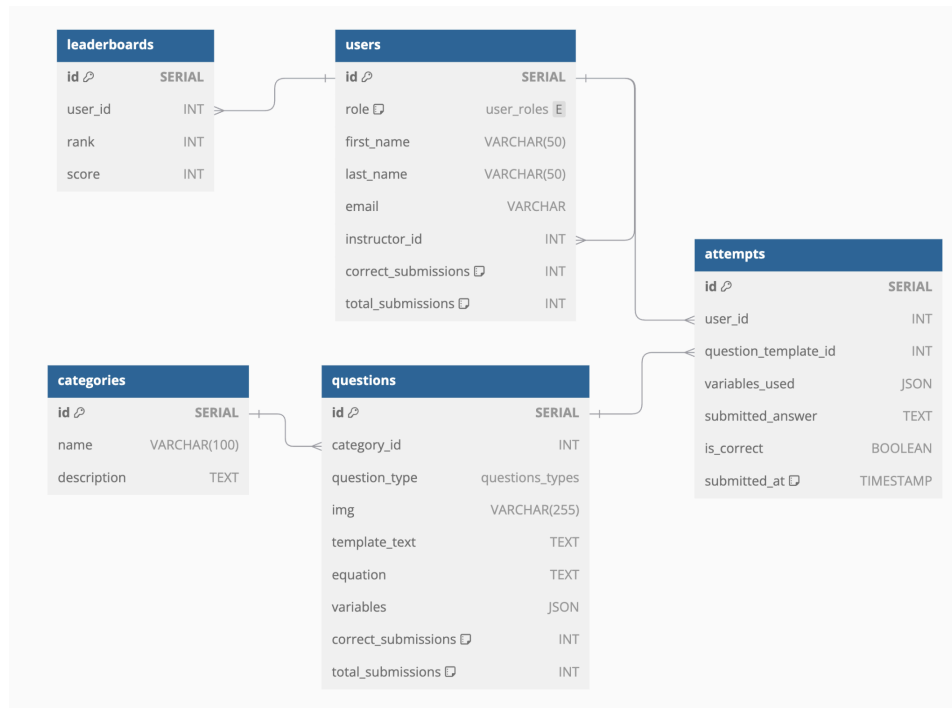 leaderboards
id SERIAL
user_id INT
rank INT
score INT
users
id SERIAL
role user_roles E
first_name VARCHAR(50)
last_name VARCHAR(50)
email VARCHAR
instructor_id INT
correct_submissions INT
total_submissions INT
attempts
id SERIAL
user_id INT
question_template_id INT
variables_used JSON
submitted_answer TEXT
is_correct BOOLEAN
submitted_at TIMESTAMP
categories
id SERIAL
name VARCHAR(100)
description TEXT
questions
id SERIAL
category_id INT
question_type questions_types
img VARCHAR(255)
template_text TEXT
equation TEXT
variables JSON
correct_submissions INT
total_submissions INT